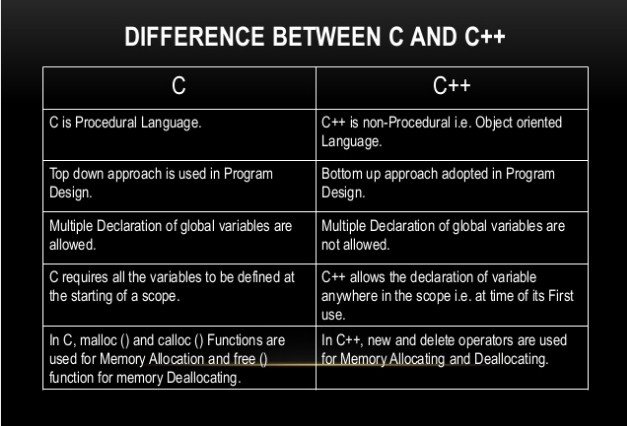 DIFFERENCE BETWEEN C AND C++
C
C++
C is Procedural Language.
C++ is non-Procedural i.e. Object oriented
Language.
Top down approach is used in Program
Design.
Bottom up approach adopted in Program
Design.
Multiple Declaration of global variables are
allowed.
Multiple Declaration of global variables are
not allowed.
C requires all the variables to be defined at
the starting of a scope.
C++ allows the declaration of variable
anywhere in the scope i.e. at time of its First
use.
In C, malloc () and calloc () Functions are
used for Memory Allocation and free ()
function for memory Deallocating.
In C++, new and delete operators are used
for Memory Allocating and Deallocating.